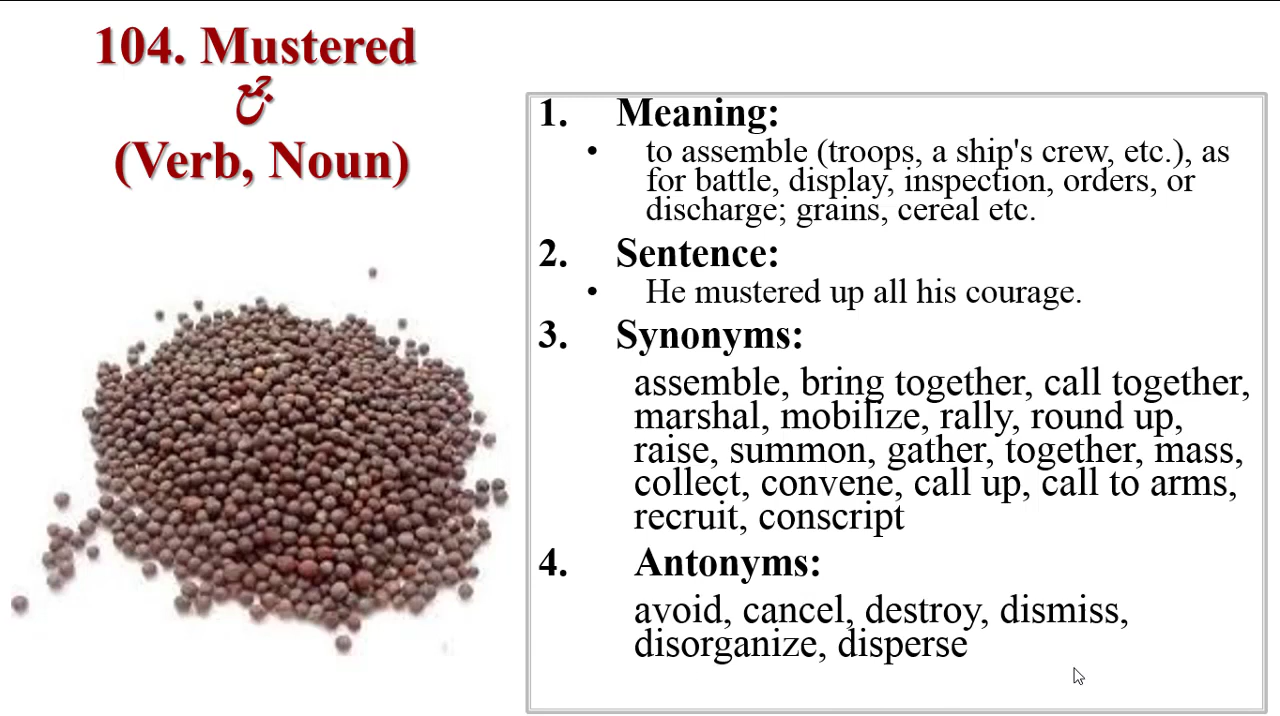 104. Mustered
جمع
(Verb, Noun)
1. Meaning:
• to assemble (troops, a ship's crew, etc.), as
for battle, display, inspection, orders, or
discharge; grains, cereal etc.
2. Sentence:
• He mustered up all his courage.
3. Synonyms:
assemble, bring together, call together,
marshal, mobilize, rally, round up,
raise, summon, gather, together, mass,
collect, convene, call up, call to arms,
recruit, conscript
4. Antonyms:
avoid, cancel, destroy, dismiss,
disorganize, disperse